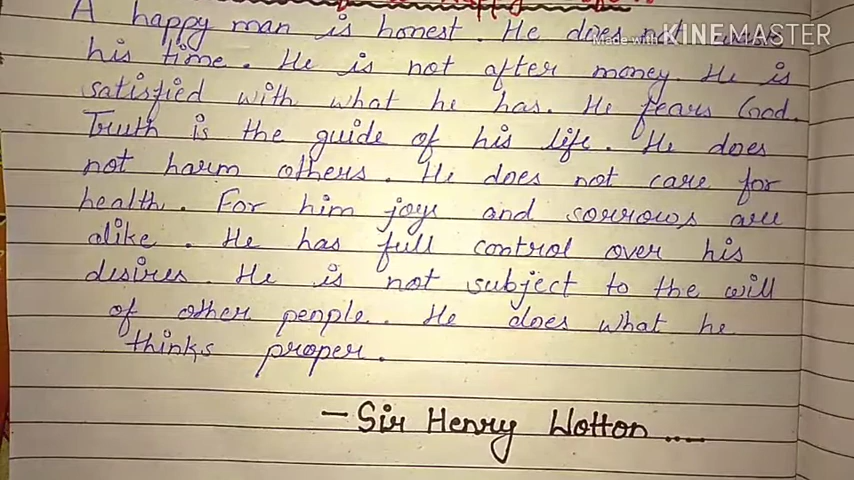 Happy
A happy man is honest. He does not
his time. He is not after money. He is
satisfied with what he has. He fears God.
Truth is the guide of his life. He does
not harm others. He does not care for
health. For him joys and sorrows are
alike. He has full control over his
desires. He is not subject to the will
of other people. He does what he
thinks proper.
- Sir Henry Wotton....
Made with KINEMASTER